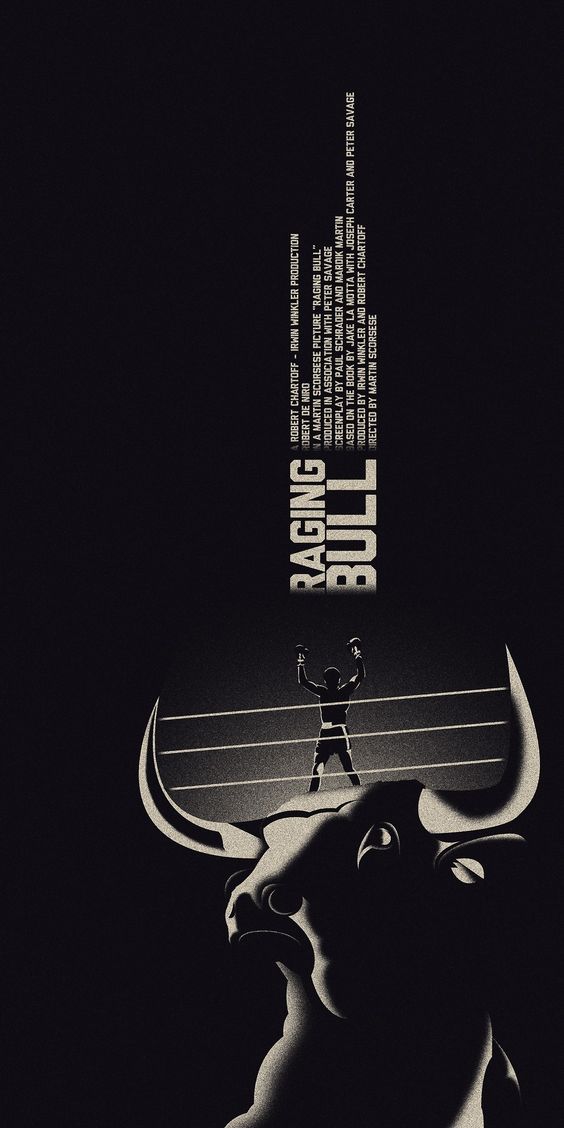 A ROBERT CHARTOFF - IRWIN WINKLER PRODUCTION
ROBERT DE NIRO
IN A MARTIN SCORSESE PICTURE "RAGING BULL"
PRODUCED IN ASSOCIATION WITH PETER SAVAGE
SCREENPLAY BY PAUL SCHRADER AND MARDIK MARTIN
BASED ON THE BOOK BY JAKE LA MOTTA WITH JOSEPH CARTER AND PETER SAVAGE
PRODUCED BY IRWIN WINKLER AND ROBERT CHARTOFF
DIRECTED BY MARTIN SCORSESE
RAGING
BULL